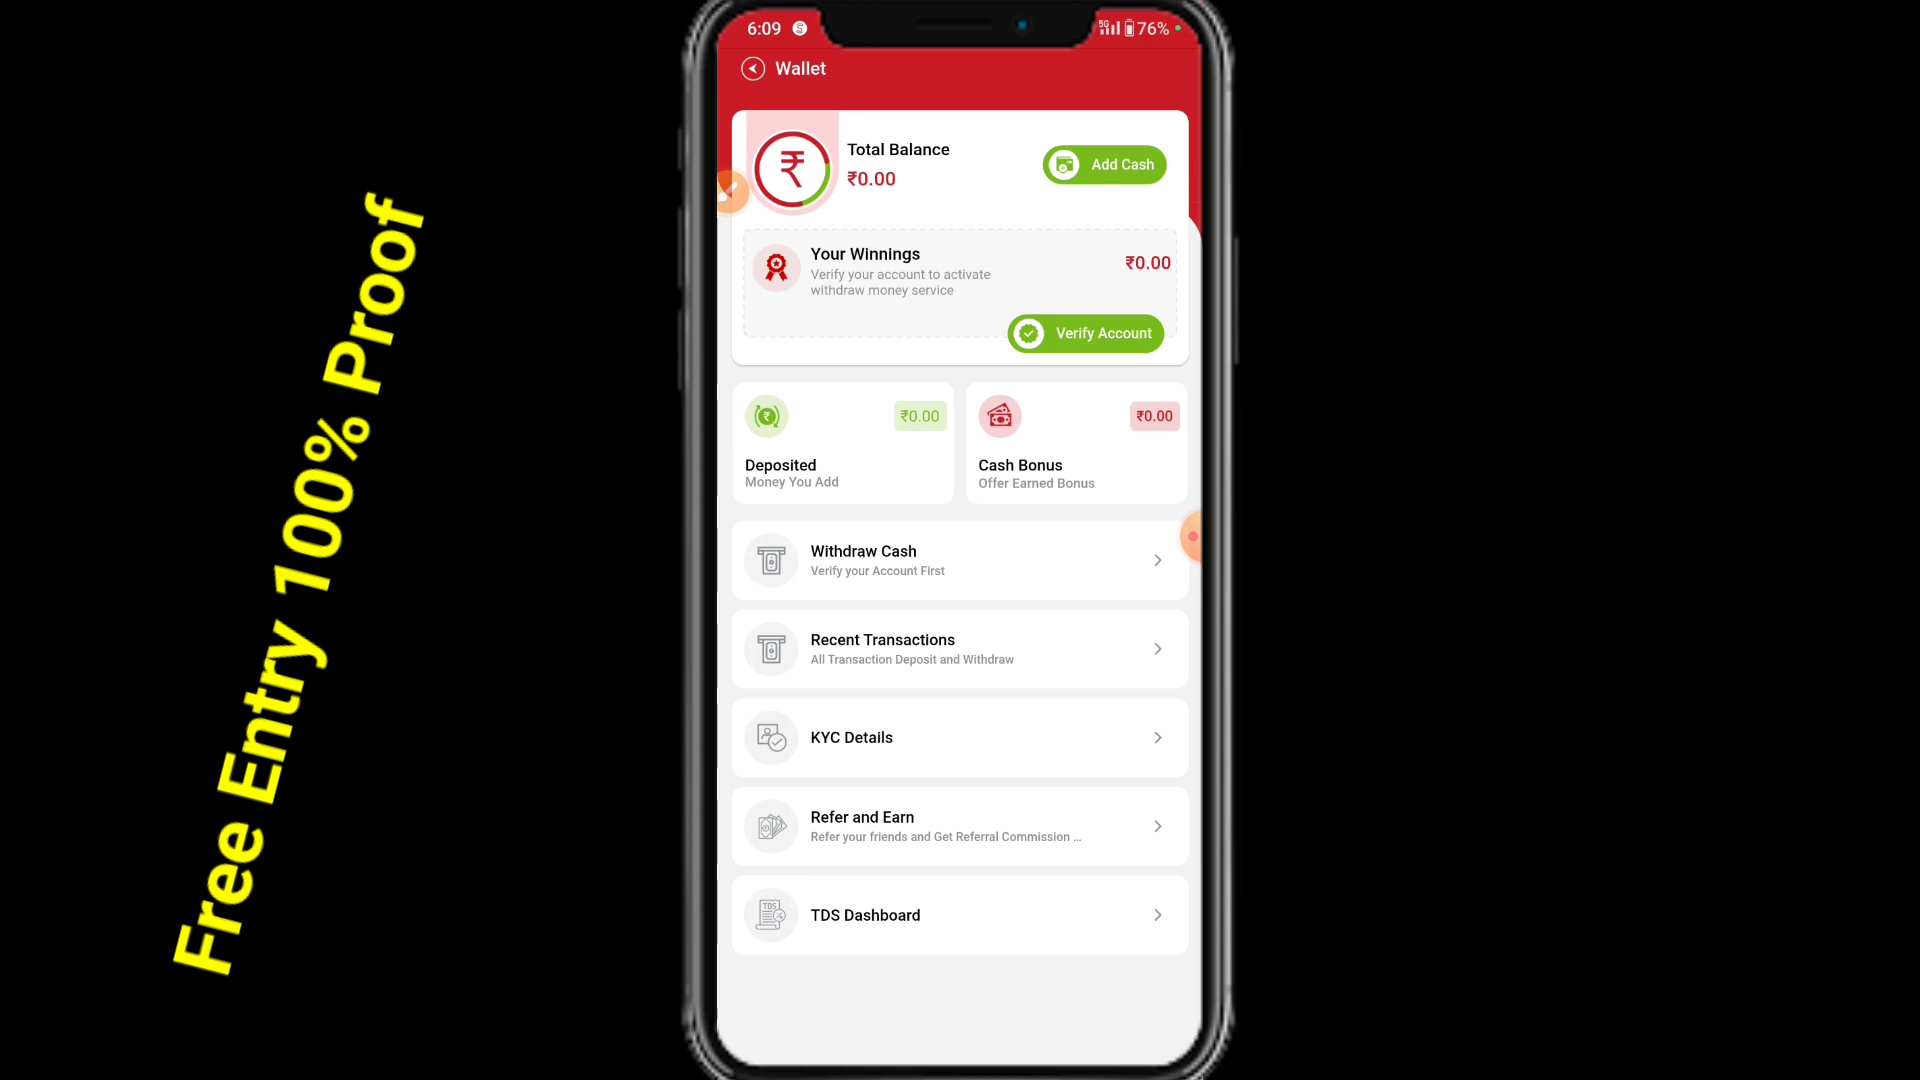 Free Entry 100% Proof
6:09
5G
76%
Wallet
Total Balance
₹0.00
Add Cash
Your Winnings
₹0.00
Verify your account to activate
withdraw money service
Verify Account
₹0.00
Deposited
Money You Add
₹0.00
Cash Bonus
Offer Earned Bonus
Withdraw Cash
Verify your Account First
Recent Transactions
All Transaction Deposit and Withdraw
KYC Details
Refer and Earn
Refer your friends and Get Referral Commission ...
TDS
TDS Dashboard